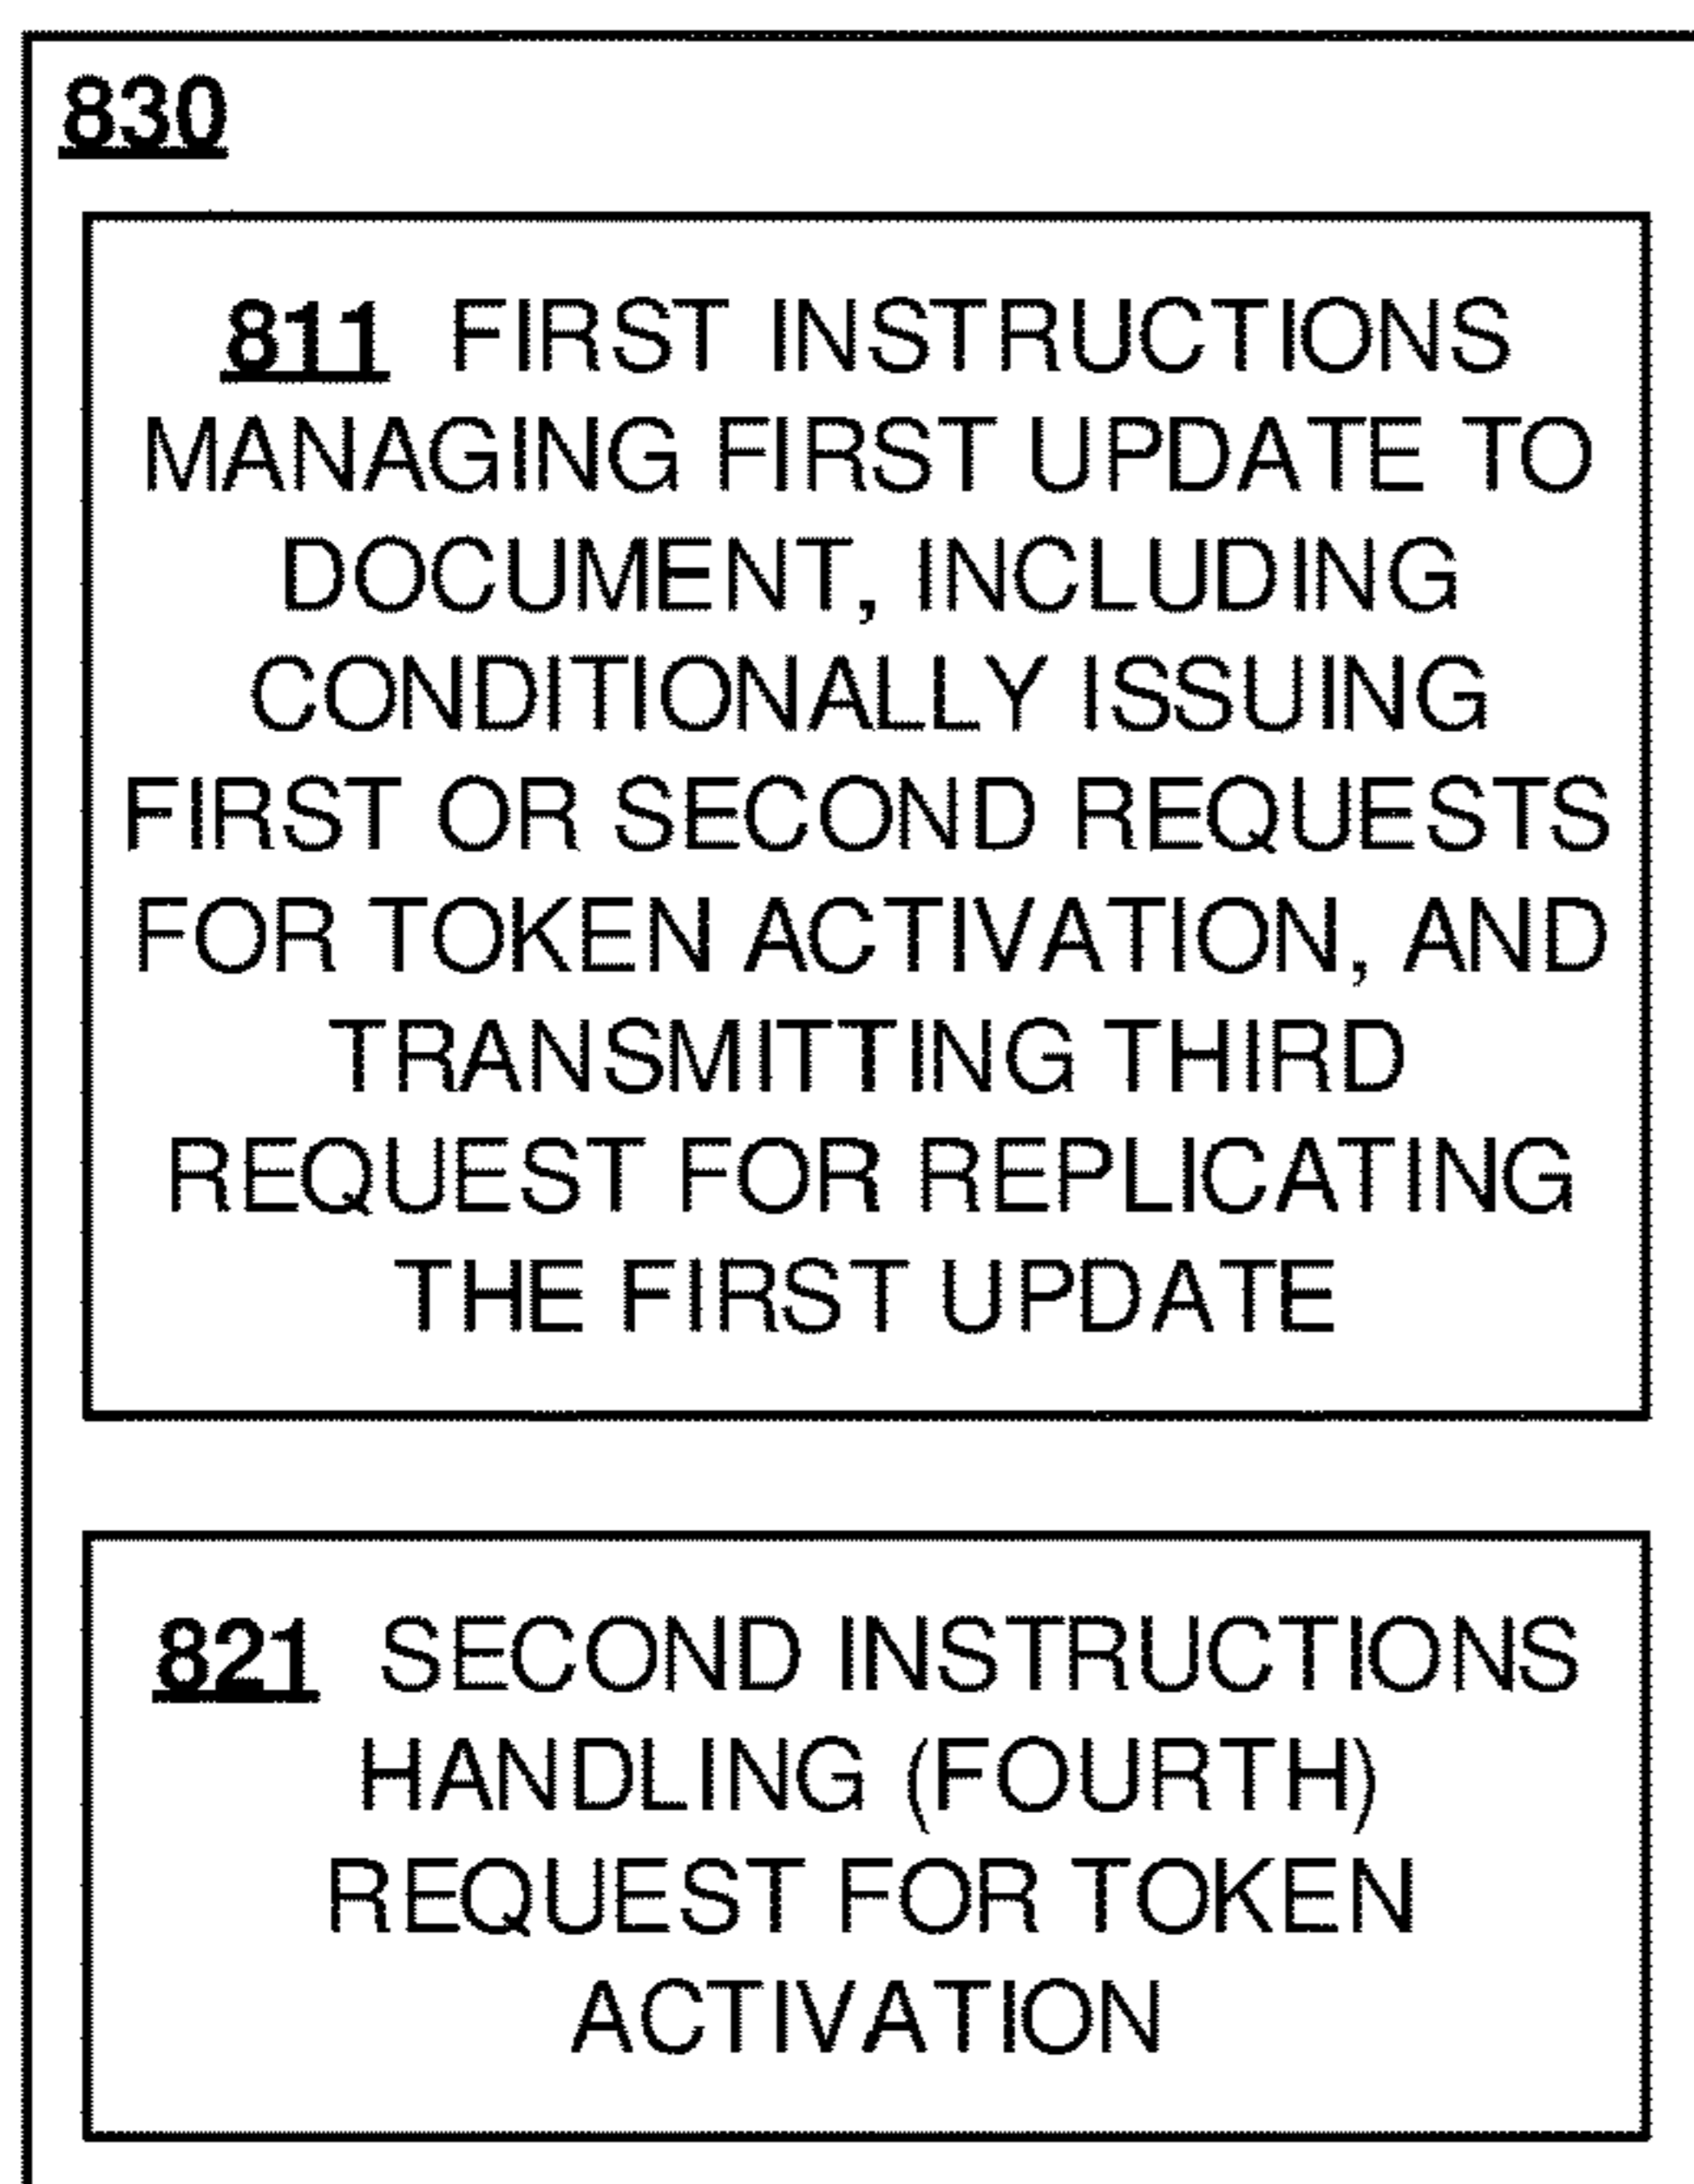 830
811 FIRST INSTRUCTIONS
MANAGING FIRST UPDATE TO
DOCUMENT, INCLUDING
CONDITIONALLY ISSUING
FIRST OR SECOND REQUESTS
FOR TOKEN ACTIVATION, AND
TRANSMITTING THIRD
REQUEST FOR REPLICATING
THE FIRST UPDATE
821 SECOND INSTRUCTIONS
HANDLING (FOURTH)
REQUEST FOR TOKEN
ACTIVATION